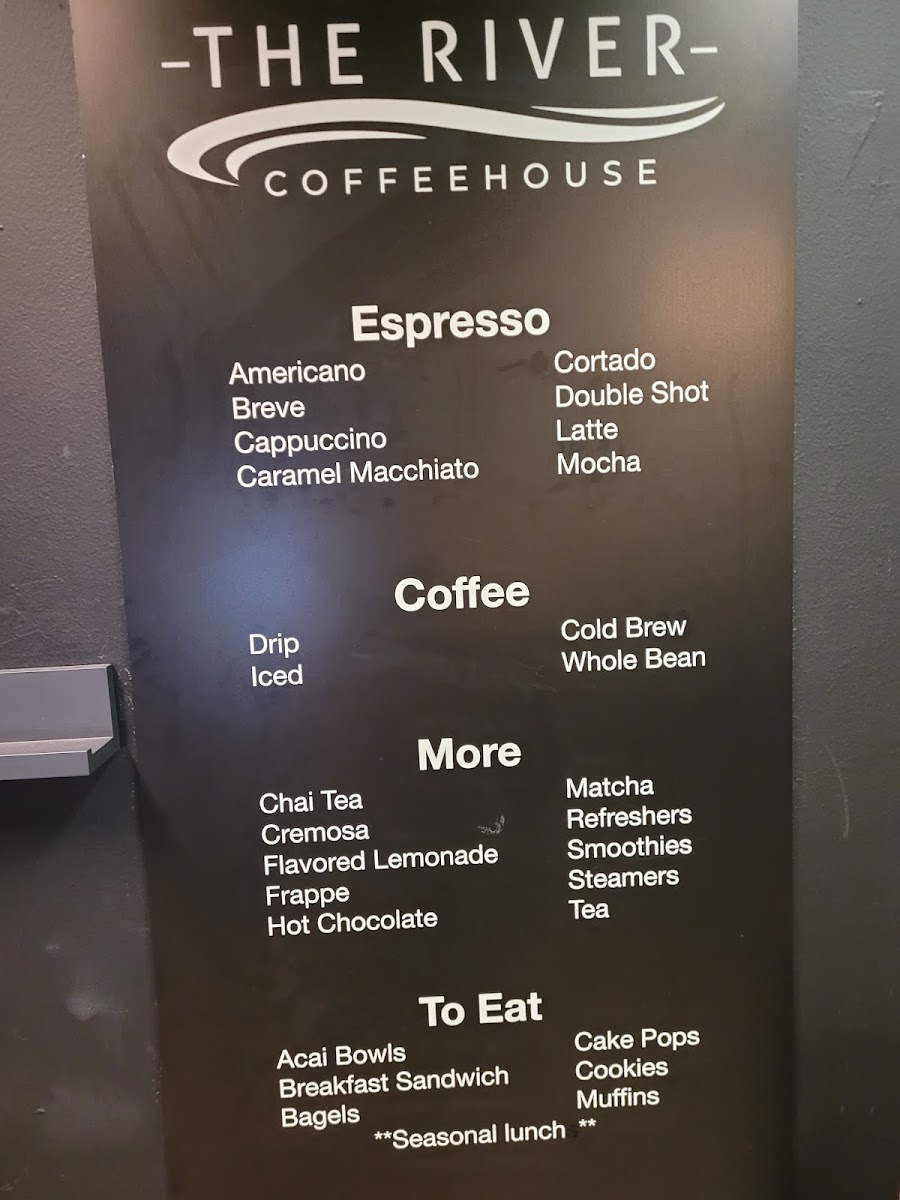 -THE RIVER-
COFFEEHOUSE
Espresso
Americano
Breve
Cappuccino
Caramel Macchiato
Cortado
Double Shot
Latte
Mocha
Coffee
Drip
Iced
Cold Brew
Whole Bean
More
Chai Tea
Cremosa
Flavored Lemonade
Frappe
Hot Chocolate
Matcha
Refreshers
Smoothies
Steamers
Tea
To Eat
Acai Bowls
Breakfast Sandwich
Bagels
Cake Pops
Cookies
Muffins
**Seasonal lunch **